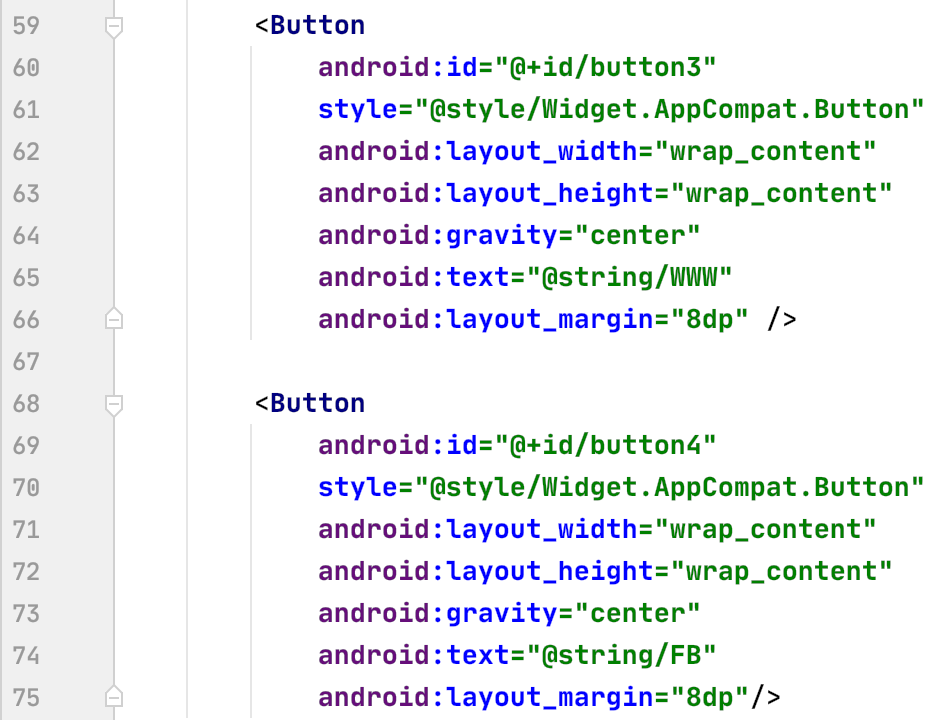 59 <Button
60 android:id="@+id/button3"
61 style="@style/Widget.AppCompat.Button"
62 android:layout_width="wrap_content"
63 android:layout_height="wrap_content"
64 android:gravity="center"
65 android:text="@string/WWW"
66 android:layout_margin="8dp" />
67
68 <Button
69 android:id="@+id/button4"
70 style="@style/Widget.AppCompat.Button"
71 android:layout_width="wrap_content"
72 android:layout_height="wrap_content"
73 android:gravity="center"
74 android:text="@string/FB"
75 android:layout_margin="8dp"/>